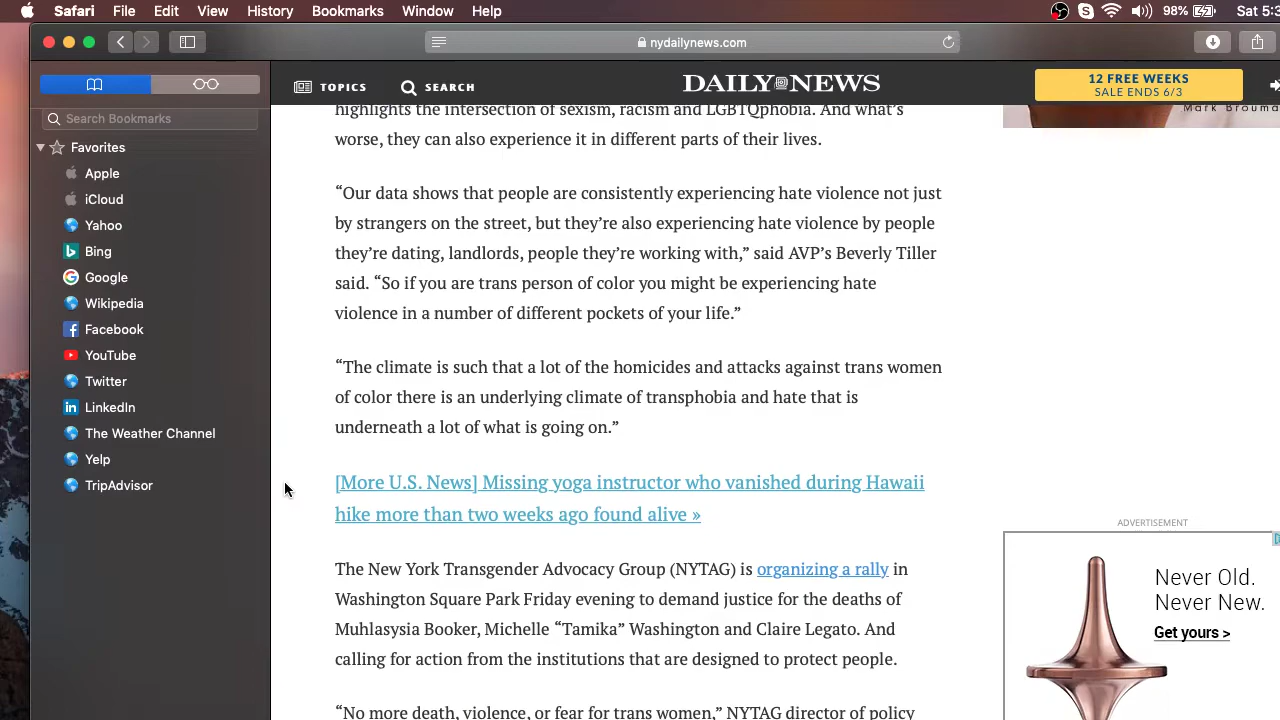 Safari File Edit View History Bookmarks Window Help 98% Sat 5:3
nydailynews.com
TOPICS SEARCH DAILY NEWS 12 FREE WEEKS
SALE ENDS 6/3
Search Bookmarks
Favorites
Apple
iCloud
Yahoo
Bing
Google
Wikipedia
Facebook
YouTube
Twitter
LinkedIn
The Weather Channel
Yelp
TripAdvisor
highlights the intersection of sexism, racism and LGBTQphobia. And what’s
worse, they can also experience it in different parts of their lives.
“Our data shows that people are consistently experiencing hate violence not just
by strangers on the street, but they’re also experiencing hate violence by people
they’re dating, landlords, people they’re working with,” said AVP’s Beverly Tiller
said. “So if you are trans person of color you might be experiencing hate
violence in a number of different pockets of your life.”
“The climate is such that a lot of the homicides and attacks against trans women
of color there is an underlying climate of transphobia and hate that is
underneath a lot of what is going on.”
[More U.S. News] Missing yoga instructor who vanished during Hawaii
hike more than two weeks ago found alive »
The New York Transgender Advocacy Group (NYTAG) is organizing a rally in
Washington Square Park Friday evening to demand justice for the deaths of
Muhlasysia Booker, Michelle “Tamika” Washington and Claire Legato. And
calling for action from the institutions that are designed to protect people.
“No more death, violence, or fear for trans women,” NYTAG director of policy
Mark Brouma
ADVERTISEMENT
Never Old.
Never New.
Get yours >